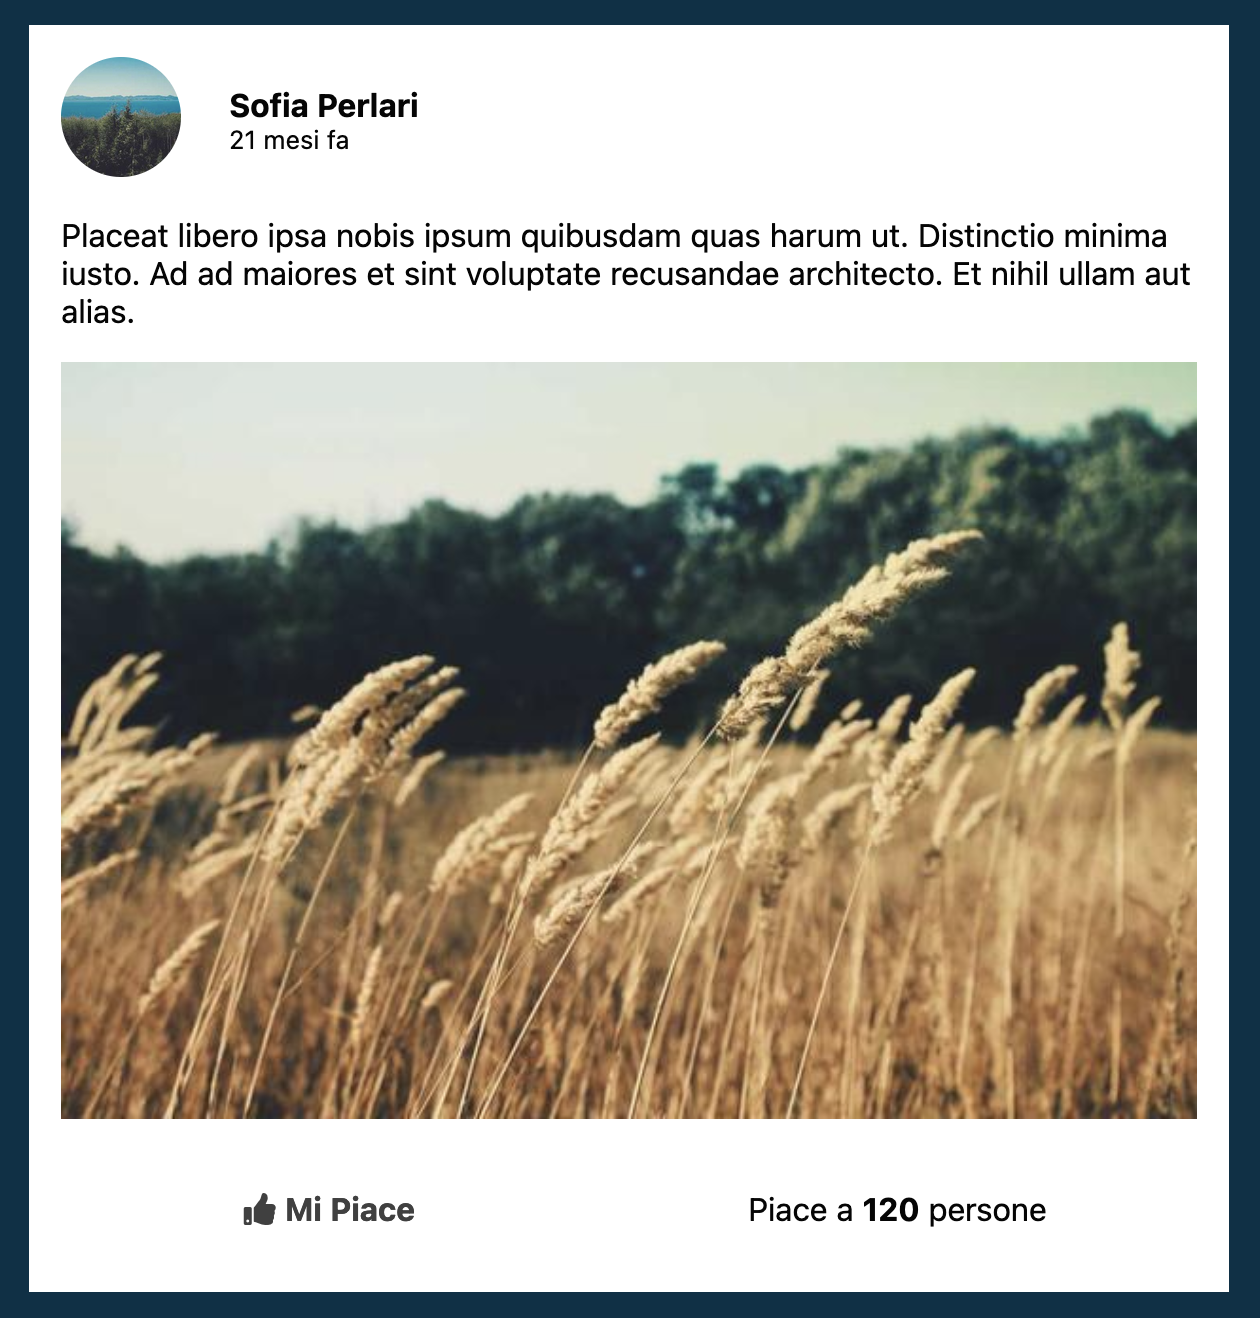 Sofia Perlari
21 mesi fa
Placeat libero ipsa nobis ipsum quibusdam quas harum ut. Distinctio minima
iusto. Ad ad maiores et sint voluptate recusandae architecto. Et nihil ullam aut
alias.
Mi Piace
Piace a 120 persone